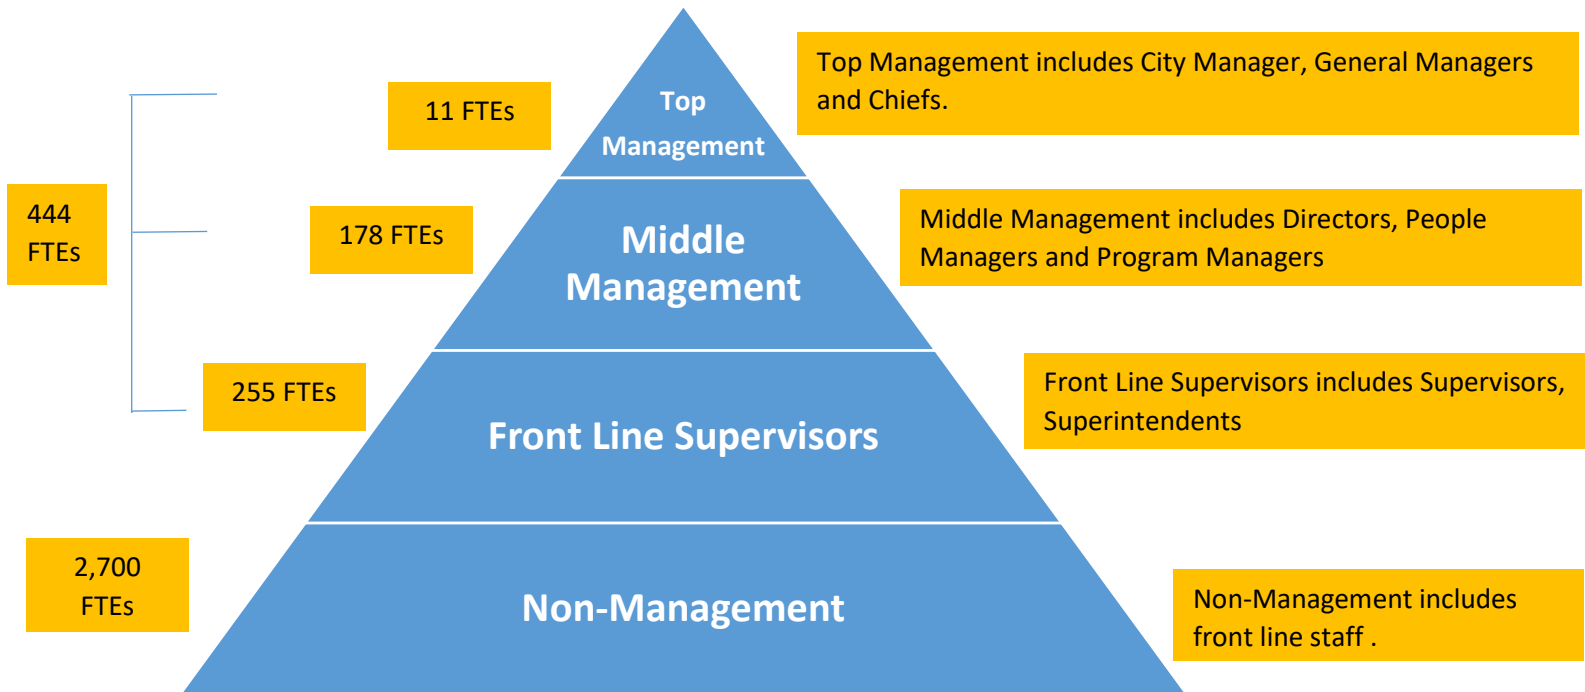 Top Management includes City Manager, General Managers
and Chiefs.
11 FTEs
Top
Management
444
FTEs
178 FTEs
Middle
Management
Middle Management includes Directors, People
Managers and Program Managers
255 FTEs
Front Line Supervisors
Front Line Supervisors includes Supervisors,
Superintendents
2,700
FTEs
Non-Management
Non-Management includes
front line staff .